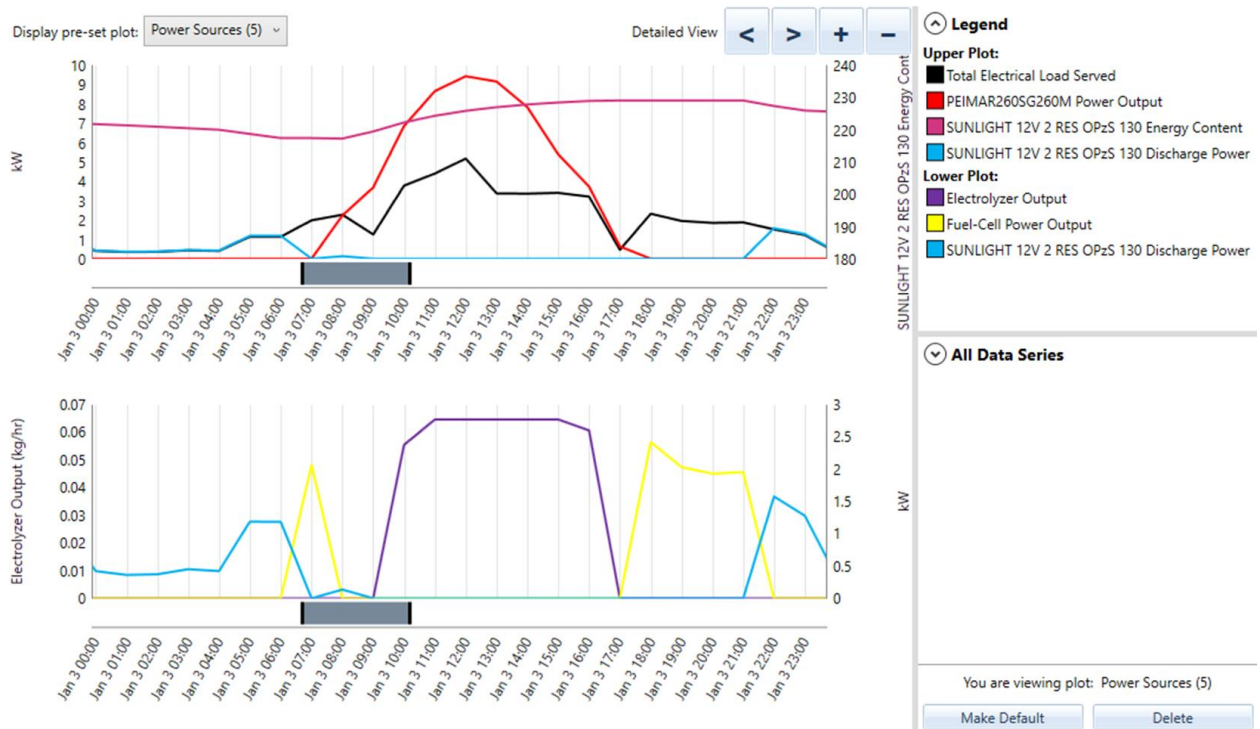 Display pre-set plot: Power Sources (5)
Detailed View < > + −
kW
10
9
8
7
6
5
4
3
2
1
0
240
230
220
210
200
190
180
SUNLIGHT 12V 2 RES OPzS 130 Energy Cont
Jan 3 00:00
Jan 3 01:00
Jan 3 02:00
Jan 3 03:00
Jan 3 04:00
Jan 3 05:00
Jan 3 06:00
Jan 3 07:00
Jan 3 08:00
Jan 3 09:00
Jan 3 10:00
Jan 3 11:00
Jan 3 12:00
Jan 3 13:00
Jan 3 14:00
Jan 3 15:00
Jan 3 16:00
Jan 3 17:00
Jan 3 18:00
Jan 3 19:00
Jan 3 20:00
Jan 3 21:00
Jan 3 22:00
Jan 3 23:00
Electrolyzer Output (kg/hr)
0.07
0.06
0.05
0.04
0.03
0.02
0.01
0
3
2.5
2
1.5
1
0.5
0
kW
Jan 3 00:00
Jan 3 01:00
Jan 3 02:00
Jan 3 03:00
Jan 3 04:00
Jan 3 05:00
Jan 3 06:00
Jan 3 07:00
Jan 3 08:00
Jan 3 09:00
Jan 3 10:00
Jan 3 11:00
Jan 3 12:00
Jan 3 13:00
Jan 3 14:00
Jan 3 15:00
Jan 3 16:00
Jan 3 17:00
Jan 3 18:00
Jan 3 19:00
Jan 3 20:00
Jan 3 21:00
Jan 3 22:00
Jan 3 23:00
Legend
Upper Plot:
Total Electrical Load Served
PEIMAR260SG260M Power Output
SUNLIGHT 12V 2 RES OPzS 130 Energy Content
SUNLIGHT 12V 2 RES OPzS 130 Discharge Power
Lower Plot:
Electrolyzer Output
Fuel-Cell Power Output
SUNLIGHT 12V 2 RES OPzS 130 Discharge Power
All Data Series
You are viewing plot: Power Sources (5)
Make Default
Delete